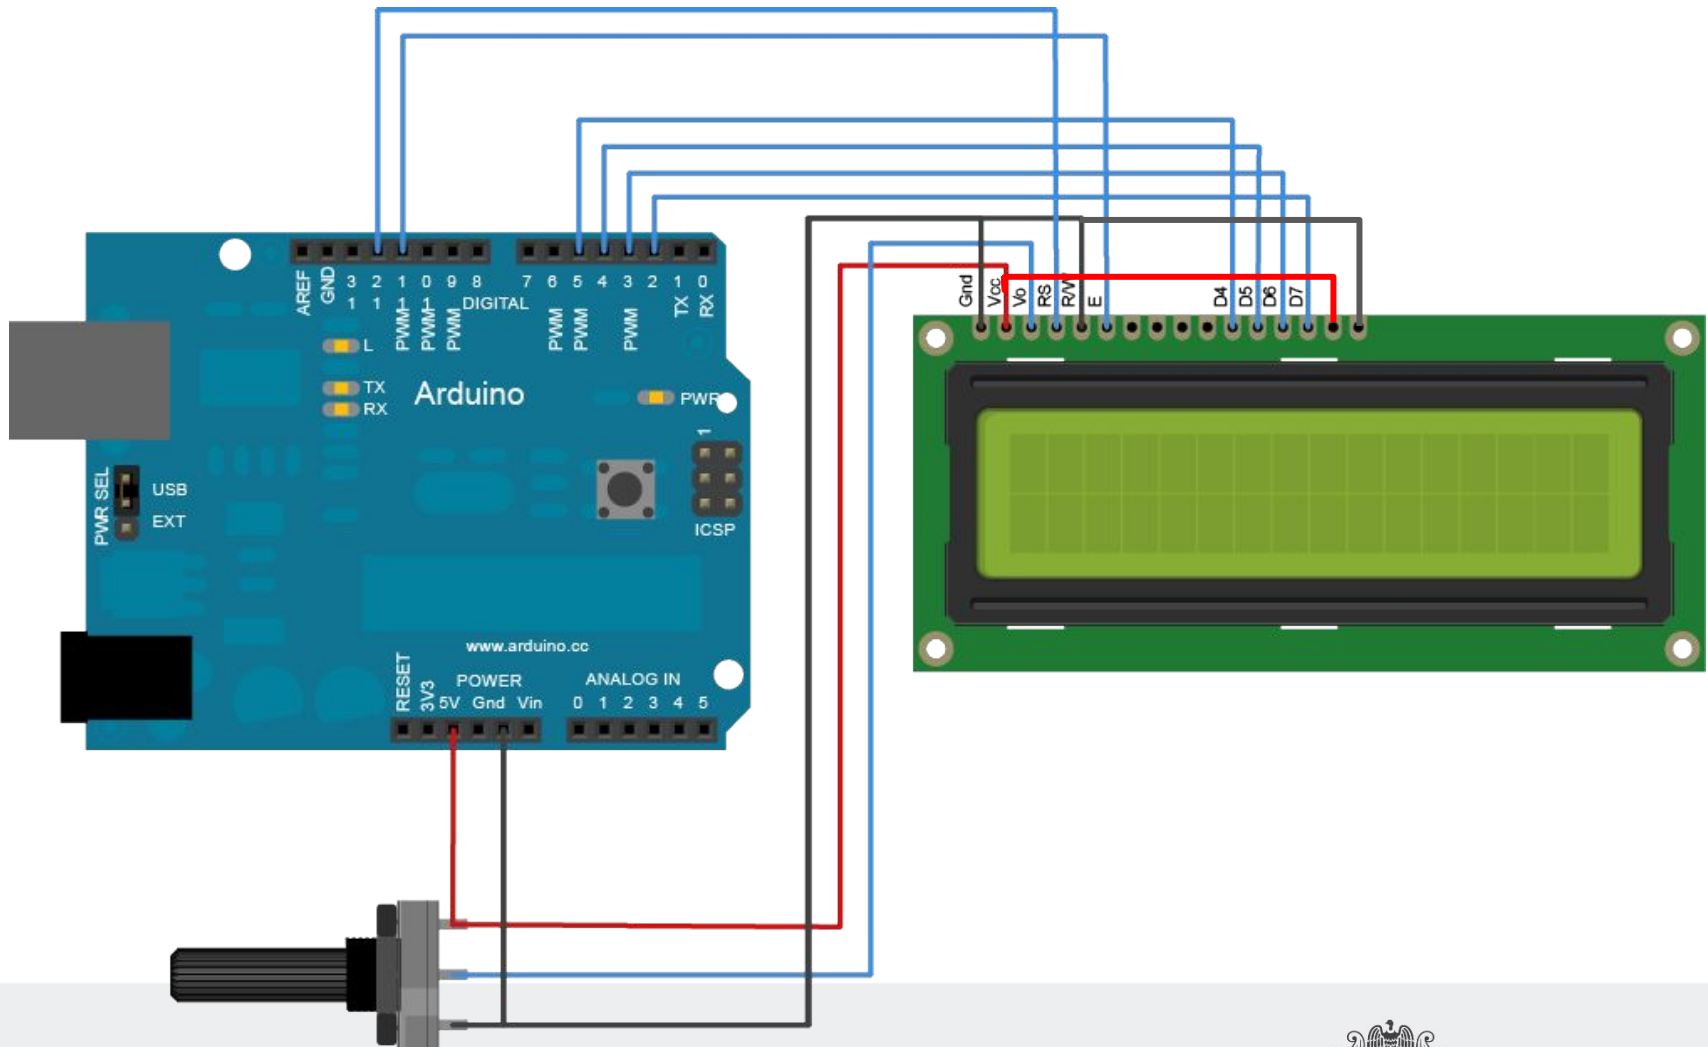 AREF
GND
3 2 1 0 9 8
1 1 1 1
PWM
PWM
PWM
DIGITAL
7 6 5 4 3 2 1 0
PWM
PWM
PWM
TX
RX
L
TX
RX
Arduino
PWR
1
ICSP
PWR SEL
USB
EXT
www.arduino.cc
RESET
3V3
POWER
5V Gnd Vin
ANALOG IN
0 1 2 3 4 5
Gnd
Vcc
Vo
RS
R/W
E
D4
D5
D6
D7